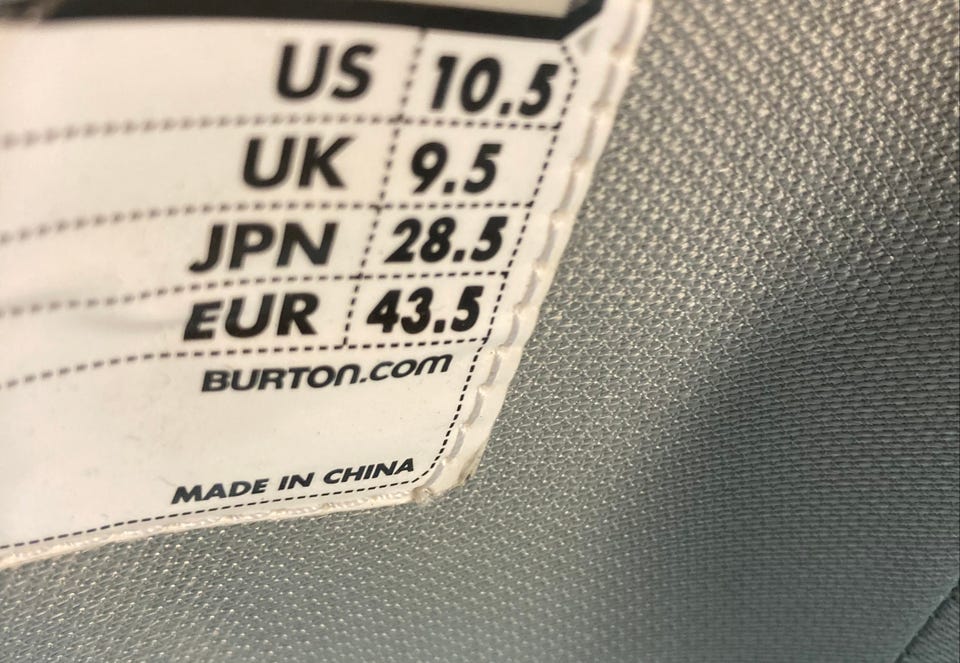 US 10.5
UK 9.5
JPN 28.5
EUR 43.5
BURTON.COM
MADE IN CHINA